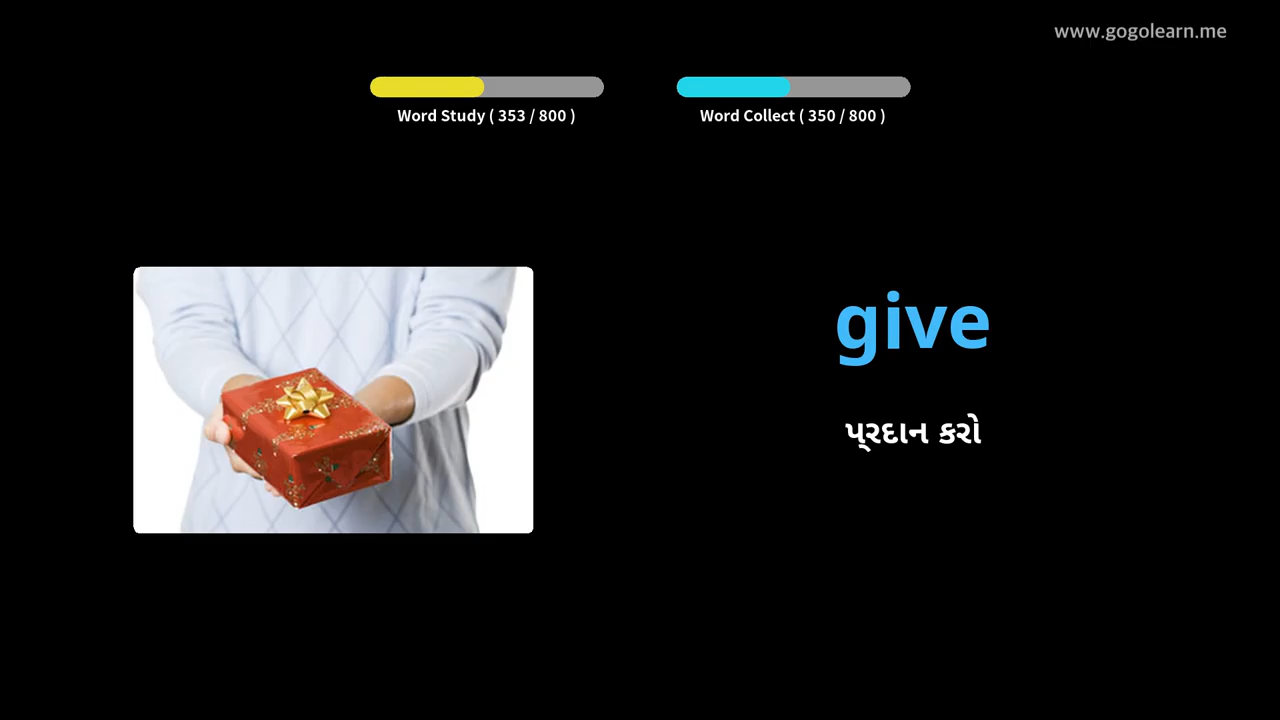 www.gogolearn.me
Word Study ( 353 / 800 )
Word Collect ( 350 / 800 )
give
પ્રદાન કરો